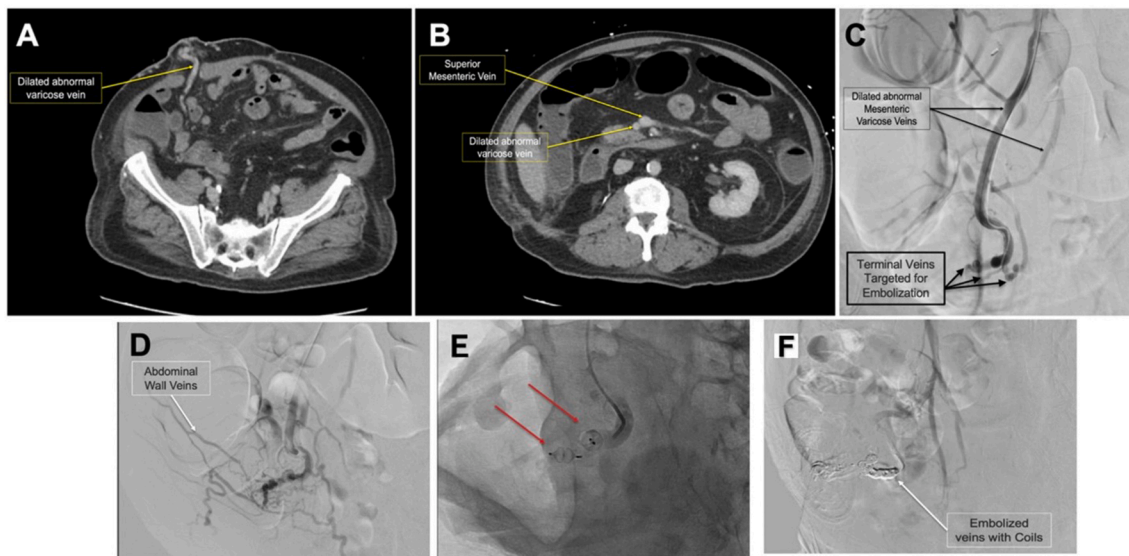 A
Dilated abnormal
varicose vein
B
Superior
Mesenteric Vein
Dilated abnormal
varicose vein
C
Dilated abnormal
Mesenteric
Varicose Veins
Terminal Veins
Targeted for
Embolization
D
Abdominal
Wall Veins
E
F
Embolized
veins with Coils